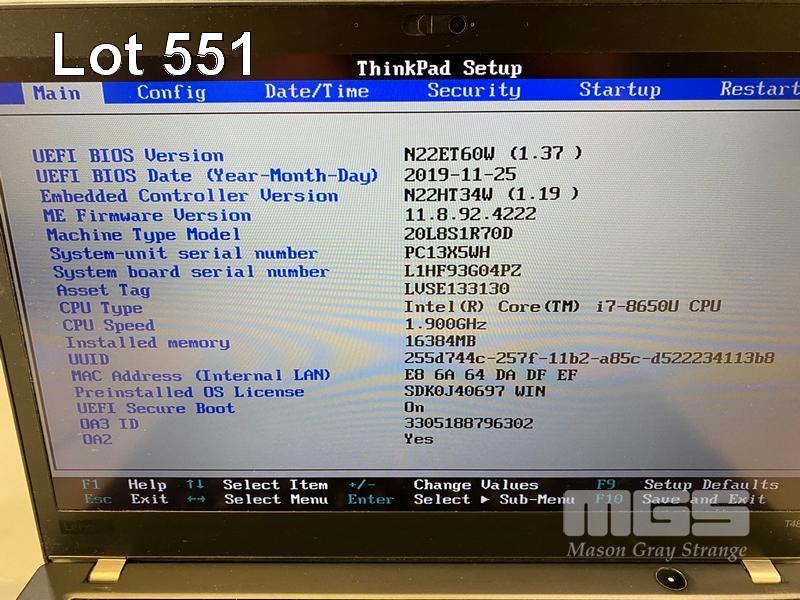 Lot 551
ThinkPad Setup
Main Config Date/Time Security Startup Restart
UEFI BIOS Version N22ET60W (1.37 )
UEFI BIOS Date (Year-Month-Day) 2019-11-25
Embedded Controller Version N22HT34W (1.19 )
ME Firmware Version 11.8.92.4222
Machine Type Model 20L8S1R70D
System-unit serial number PC13X5WH
System board serial number L1HF93G04PZ
Asset Tag LVSE133130
CPU Type Intel(R) Core(TM) i7-8650U CPU
CPU Speed 1.900GHz
Installed memory 16384MB
UUID 255d744c-257f-11b2-a85c-d522234113b8
MAC Address (Internal LAN) E8 6A 64 DA DF EF
Preinstalled OS License SDK0J40697 WIN
UEFI Secure Boot On
OA3 ID 3305188796302
OA2 Yes
F1 Help ↑↓ Select Item +/- Change Values F9 Setup Defaults
Esc Exit ←→ Select Menu Enter Select ▶ Sub-Menu F10 Save and Exit
MGS
Mason Gray Strange